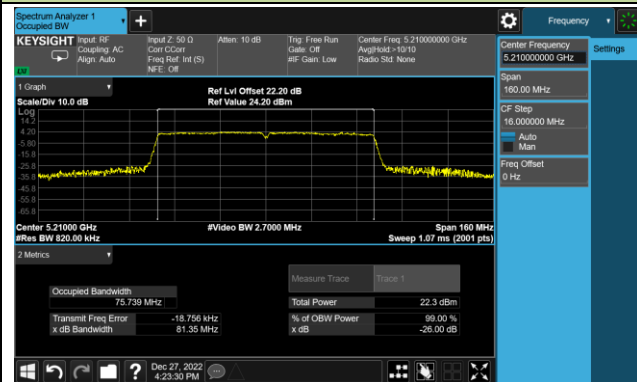 Spectrum Analyzer 1
Occupied BW
Frequency
KEYSIGHT
Input: RF
Coupling: AC
Align: Auto
Input Z: 50 Ω
Corr CCorr
Freq Ref: Int (S)
NFE: Off
Atten: 10 dB
Trig: Free Run
Gate: Off
#IF Gain: Low
Center Freq: 5.210000000 GHz
Avg|Hold:>10/10
Radio Std: None
LXI
Center Frequency
5.210000000 GHz
Settings
Span
160.00 MHz
CF Step
16.000000 MHz
Auto
Man
Freq Offset
0 Hz
1 Graph
Scale/Div 10.0 dB
Ref Lvl Offset 22.20 dB
Ref Value 24.20 dBm
Log
14.2
4.20
-5.80
-15.8
-25.8
-35.8
-45.8
-55.8
-65.8
Center 5.21000 GHz
#Res BW 820.00 kHz
#Video BW 2.7000 MHz
Span 160 MHz
Sweep 1.07 ms (2001 pts)
2 Metrics
Measure Trace
Trace 1
Occupied Bandwidth
75.739 MHz
Total Power
22.3 dBm
Transmit Freq Error
-18.756 kHz
% of OBW Power
99.00 %
x dB Bandwidth
81.35 MHz
x dB
-26.00 dB
?
Dec 27, 2022
4:23:30 PM